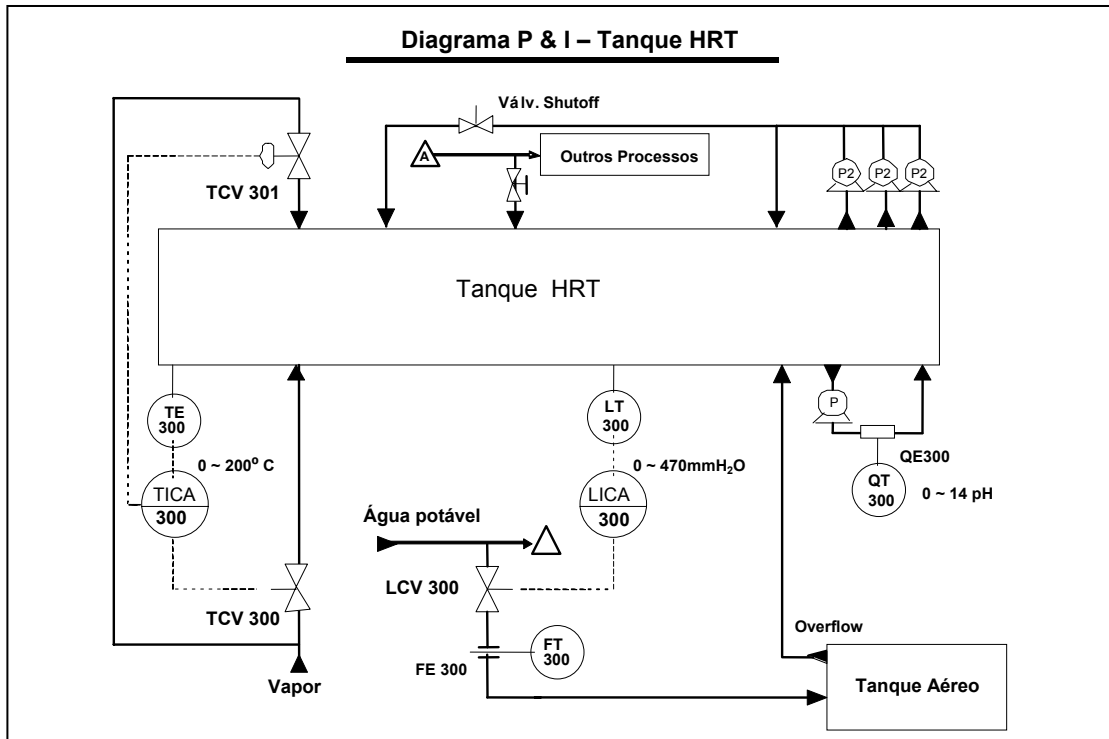 Diagrama P & I – Tanque HRT
Válv. Shutoff
A
Outros Processos
P2
P2
P2
TCV 301
Tanque HRT
TE
300
LT
300
P
0 ~ 200º C
0 ~ 470mmH₂O
QE300
TICA
300
LICA
300
QT
300
0 ~ 14 pH
Água potável
LCV 300
TCV 300
Overflow
FE 300
FT
300
Vapor
Tanque Aéreo